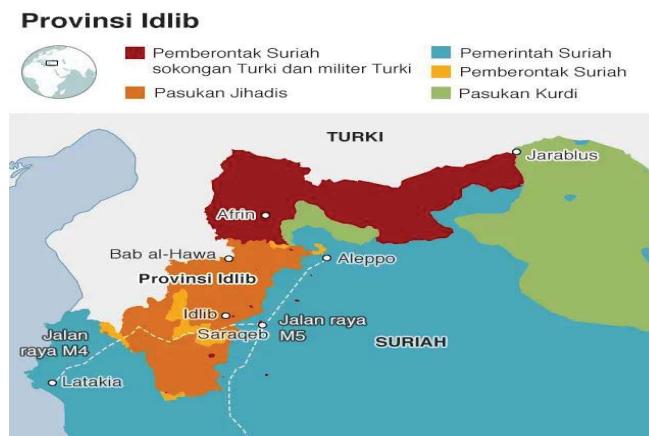 Provinsi Idlib
Pemberontak Suriah
sokongan Turki dan militer Turki
Pasukan Jihadis
Pemerintah Suriah
Pemberontak Suriah
Pasukan Kurdi
TURKI
Jarablus
Afrin
Bab al-Hawa
Aleppo
Provinsi Idlib
Idlib
Jalan raya
M5
Saraqeb
Jalan
raya M4
SURIAH
Latakia